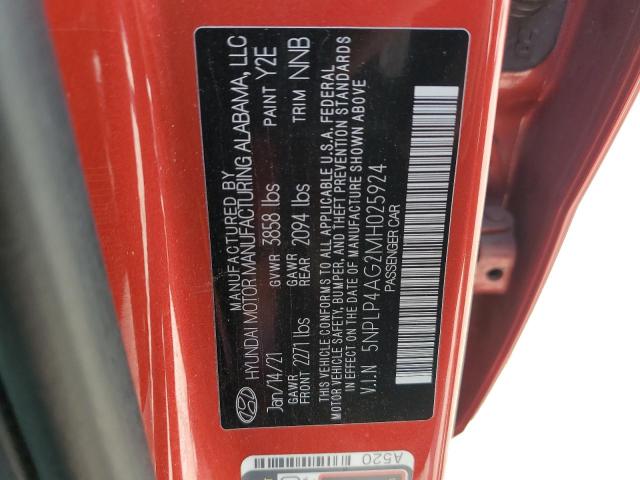 MANUFACTURED BY
HYUNDAI MOTOR MANUFACTURING ALABAMA, LLC
Jan/14/21 GVWR 3858 lbs PAINT Y2E
GAWR FRONT 2271 lbs GAWR REAR 2094 lbs TRIM NNB
THIS VEHICLE CONFORMS TO ALL APPLICABLE U.S.A. FEDERAL
MOTOR VEHICLE SAFETY, BUMPER, AND THEFT PREVENTION STANDARDS
IN EFFECT ON THE DATE OF MANUFACTURE SHOWN ABOVE
V.I.N 5NPLP4AG2MH025924
PASSENGER CAR
A520